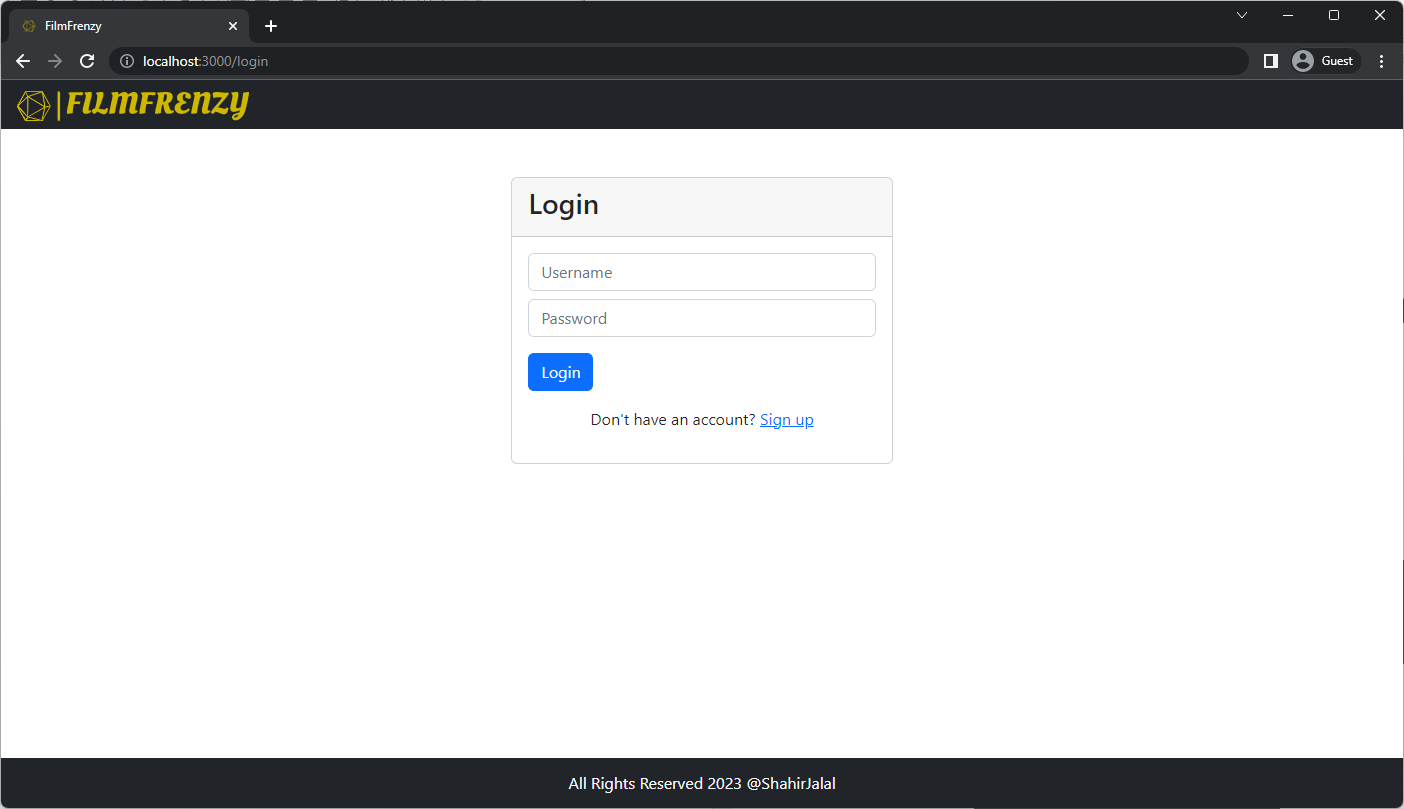 FilmFrenzy
localhost:3000/login
Guest
FILMFRENZY
Login
Username
Password
Login
Don't have an account? Sign up
All Rights Reserved 2023 @ShahirJalal